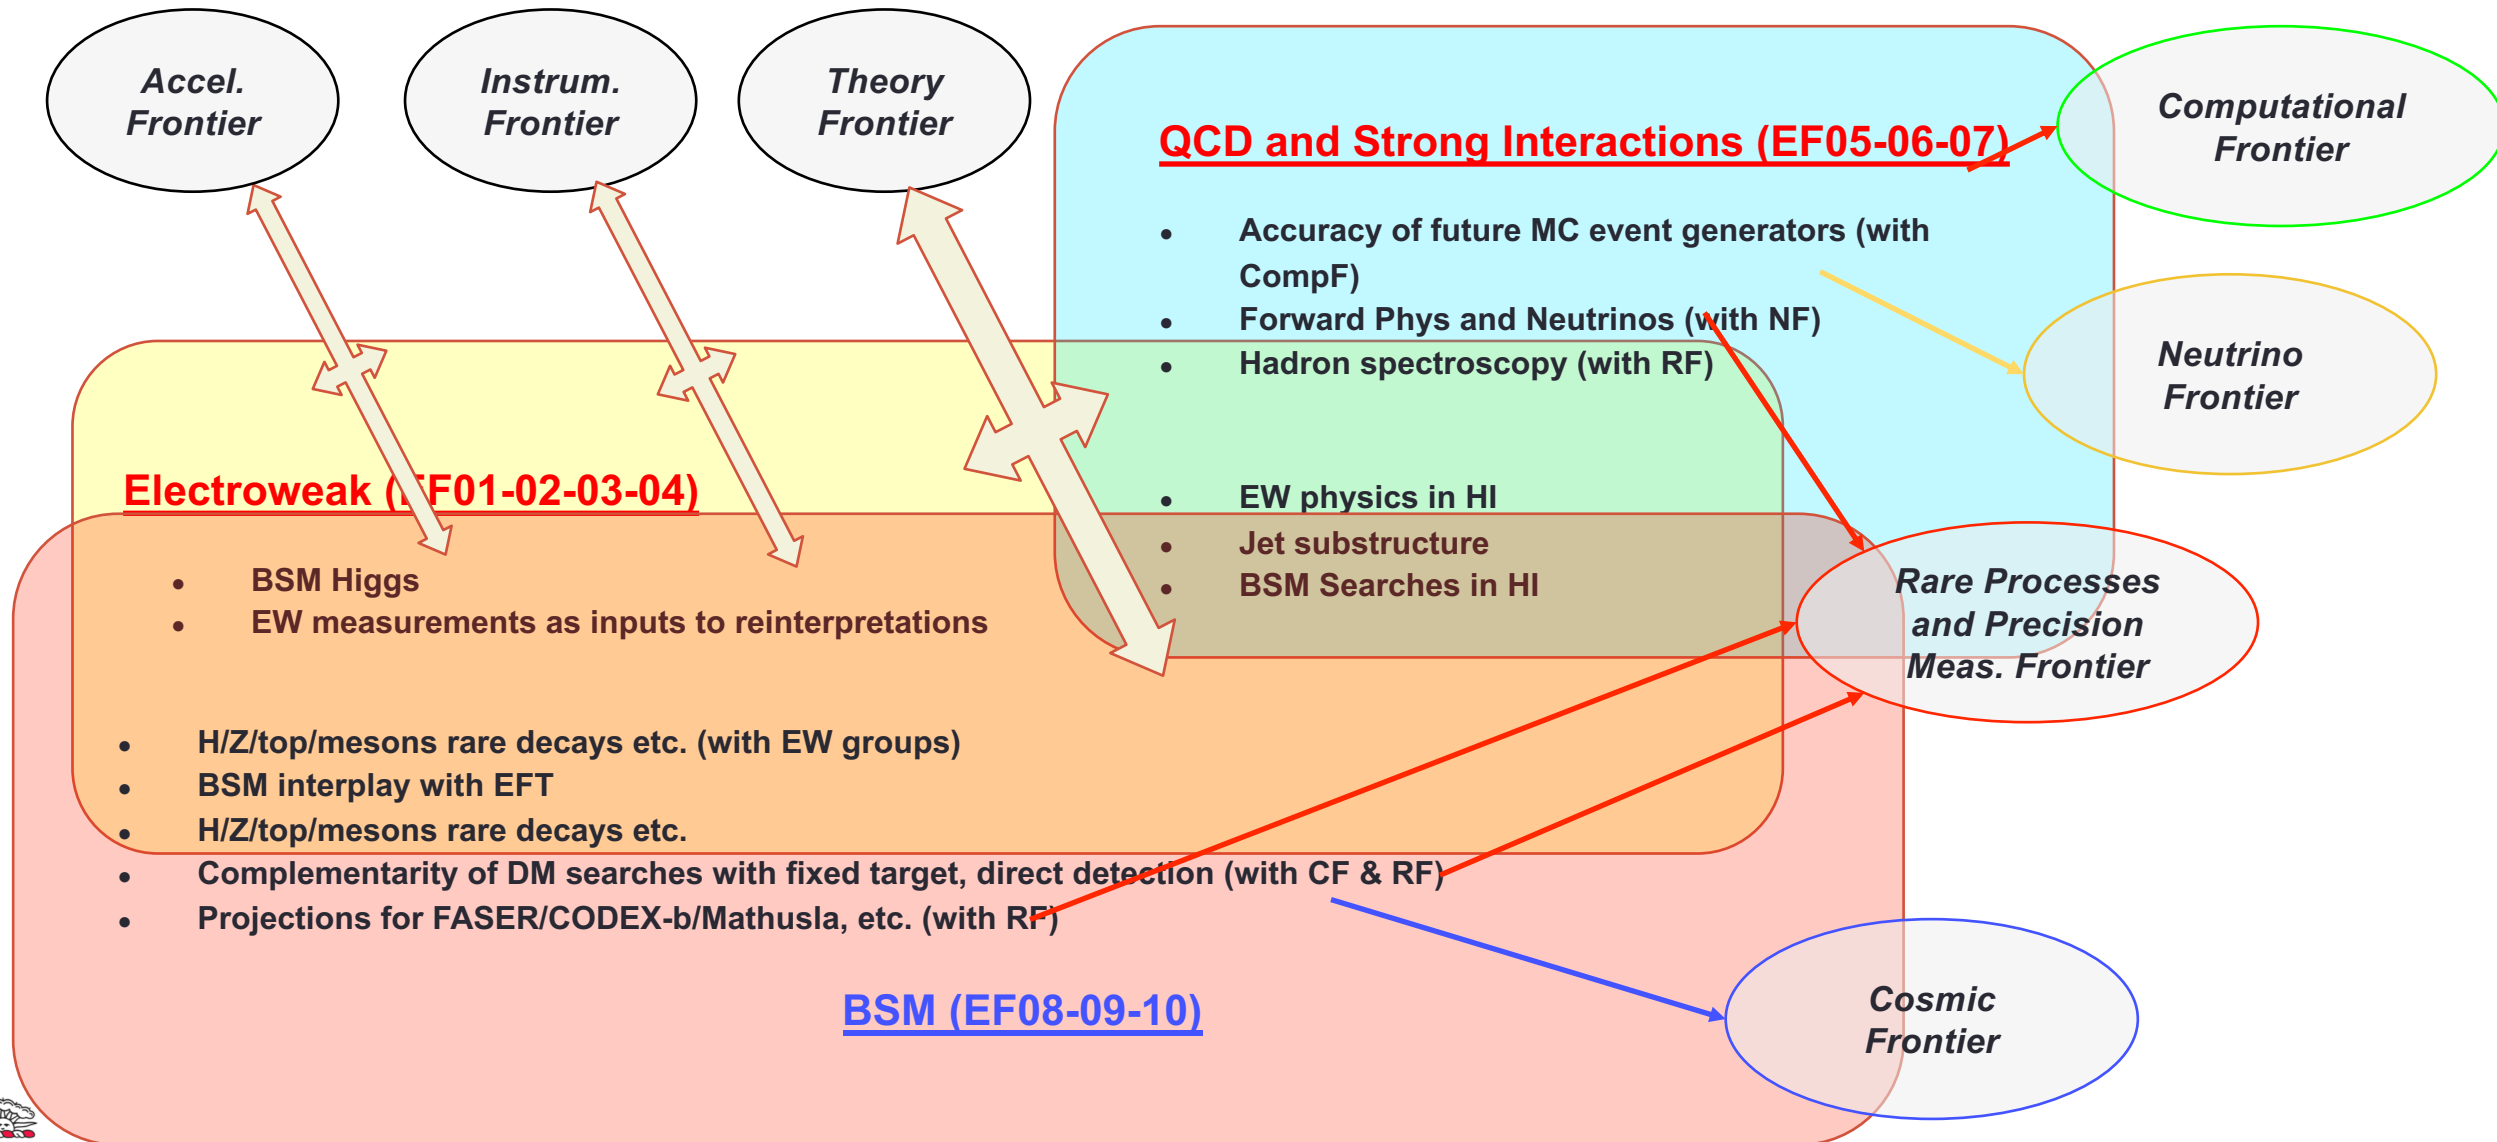 Accel.
Frontier
Instrum.
Frontier
Theory
Frontier
QCD and Strong Interactions (EF05-06-07)
Computational
Frontier
• Accuracy of future MC event generators (with
CompF)
• Forward Phys and Neutrinos (with NF)
• Hadron spectroscopy (with RF)
Neutrino
Frontier
Electroweak (EF01-02-03-04)
• EW physics in HI
• Jet substructure
• BSM Searches in HI
• BSM Higgs
• EW measurements as inputs to reinterpretations
Rare Processes
and Precision
Meas. Frontier
• H/Z/top/mesons rare decays etc. (with EW groups)
• BSM interplay with EFT
• H/Z/top/mesons rare decays etc.
• Complementarity of DM searches with fixed target, direct detection (with CF & RF)
• Projections for FASER/CODEX-b/Mathusla, etc. (with RF)
BSM (EF08-09-10)
Cosmic
Frontier